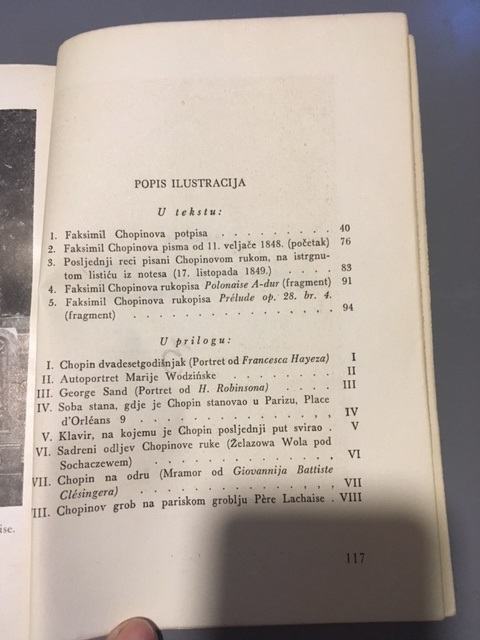 POPIS ILUSTRACIJA
U tekstu:
1. Faksimil Chopinova potpisa . . . . . . . . . 40
2. Faksimil Chopinova pisma od 11. veljače 1848. (početak) 76
3. Posljednji reci pisani Chopinovom rukom, na istrgnu-
tom listiću iz notesa (17. listopada 1849.) . . . . 83
4. Faksimil Chopinova rukopisa Polonaise A-dur (fragment) 91
5. Faksimil Chopinova rukopisa Prélude op. 28. br. 4.
(fragment) . . . . . . . . . . . . . . . 94
U prilogu:
I. Chopin dvadesetgodišnjak (Portret od Francesca Hayeza) I
II. Autoportret Marije Wodzińske . . . . . . . . II
III. George Sand (Portret od H. Robinsona) . . . . III
IV. Soba stana, gdje je Chopin stanovao u Parizu, Place
d'Orléans 9 . . . . . . . . . . . . . . IV
V. Klavir, na kojemu je Chopin posljednji put svirao . V
VI. Sadreni odljev Chopinove ruke (Želazowa Wola pod
Sochaczewem) . . . . . . . . . . . . . VI
VII. Chopin na odru (Mramor od Giovannija Battiste
Clésingera) . . . . . . . . . . . . . . VII
III. Chopinov grob na pariskom groblju Père Lachaise . VIII
117
ise.